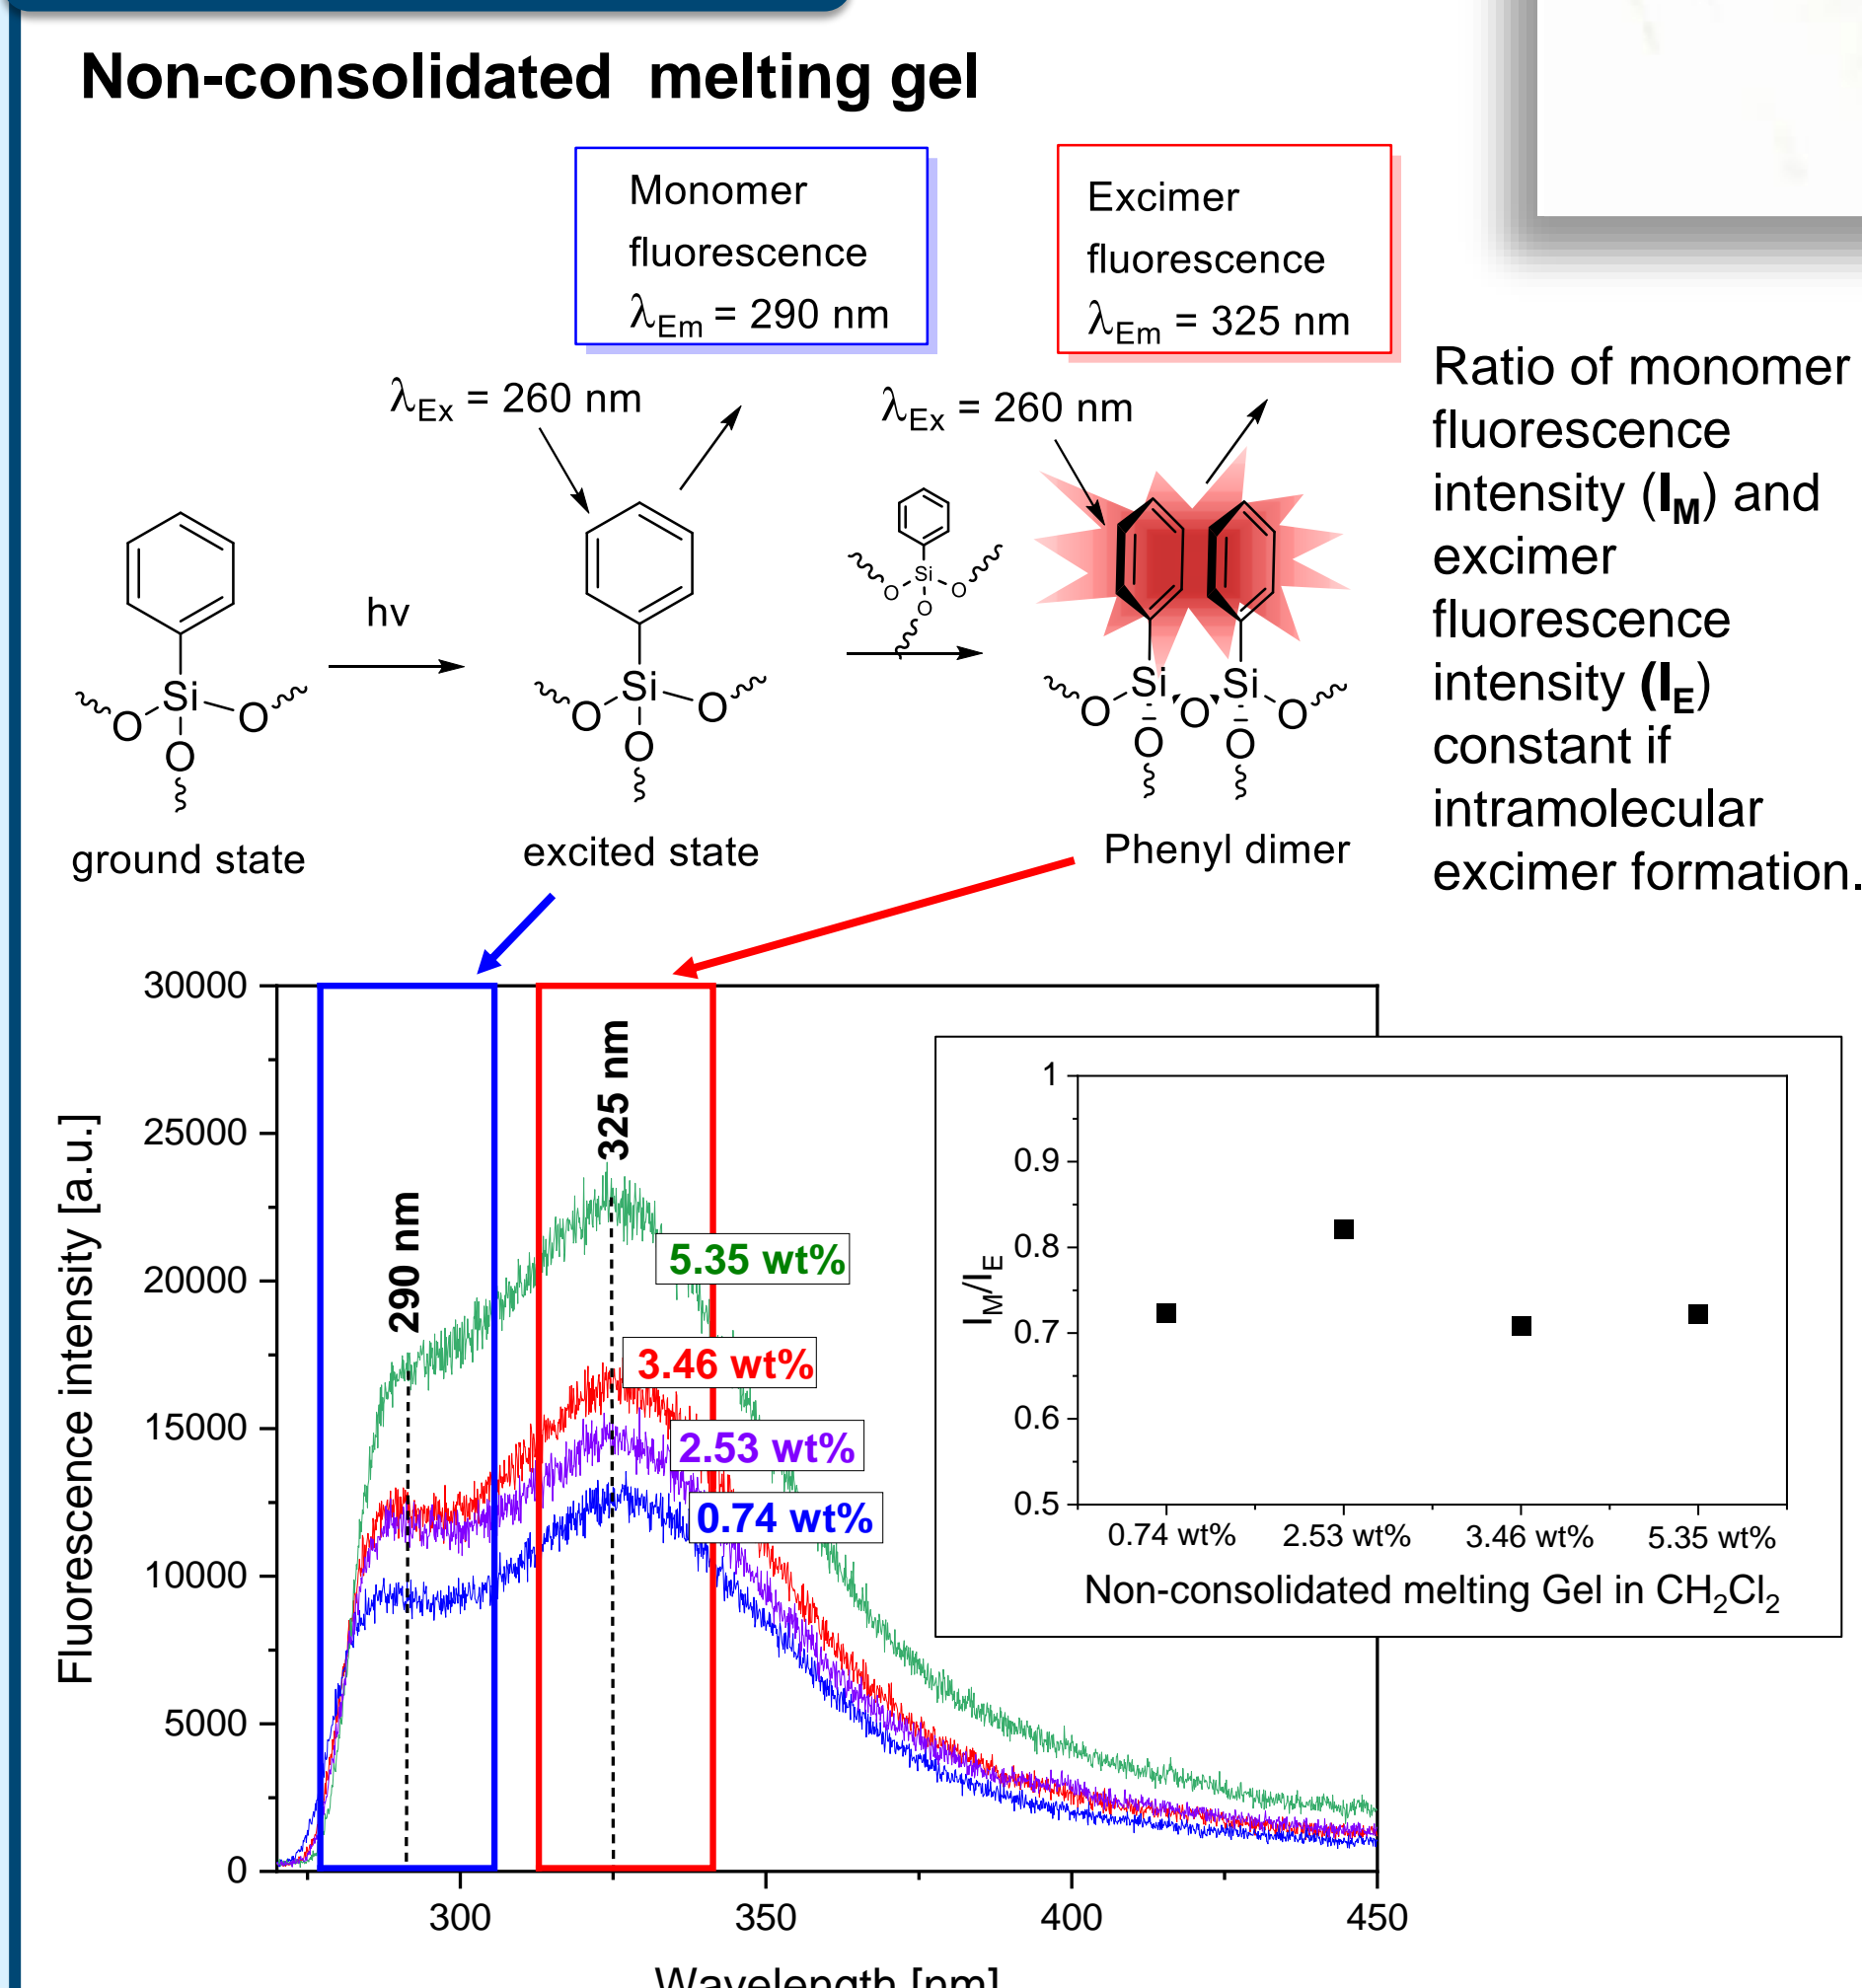 Non-consolidated  melting gel
Monomer
fluorescence
λEm = 290 nm
Excimer
fluorescence
λEm = 325 nm
λEx = 260 nm
λEx = 260 nm
hν
Si
O
O
O
Si
O
O
O
Si
O
O
O
Si
Si
O
O
O
O
O
ground state
excited state
Phenyl dimer
Ratio of monomer
fluorescence
intensity (IM) and
excimer
fluorescence
intensity (IE)
constant if
intramolecular
excimer formation.
30000
25000
20000
15000
10000
5000
0
Fluorescence intensity [a.u.]
290 nm
325 nm
5.35 wt%
3.46 wt%
2.53 wt%
0.74 wt%
300
350
400
450
Wavelength [nm]
1
0.9
0.8
0.7
0.6
0.5
IM/IE
0.74 wt%
2.53 wt%
3.46 wt%
5.35 wt%
Non-consolidated melting Gel in CH2Cl2